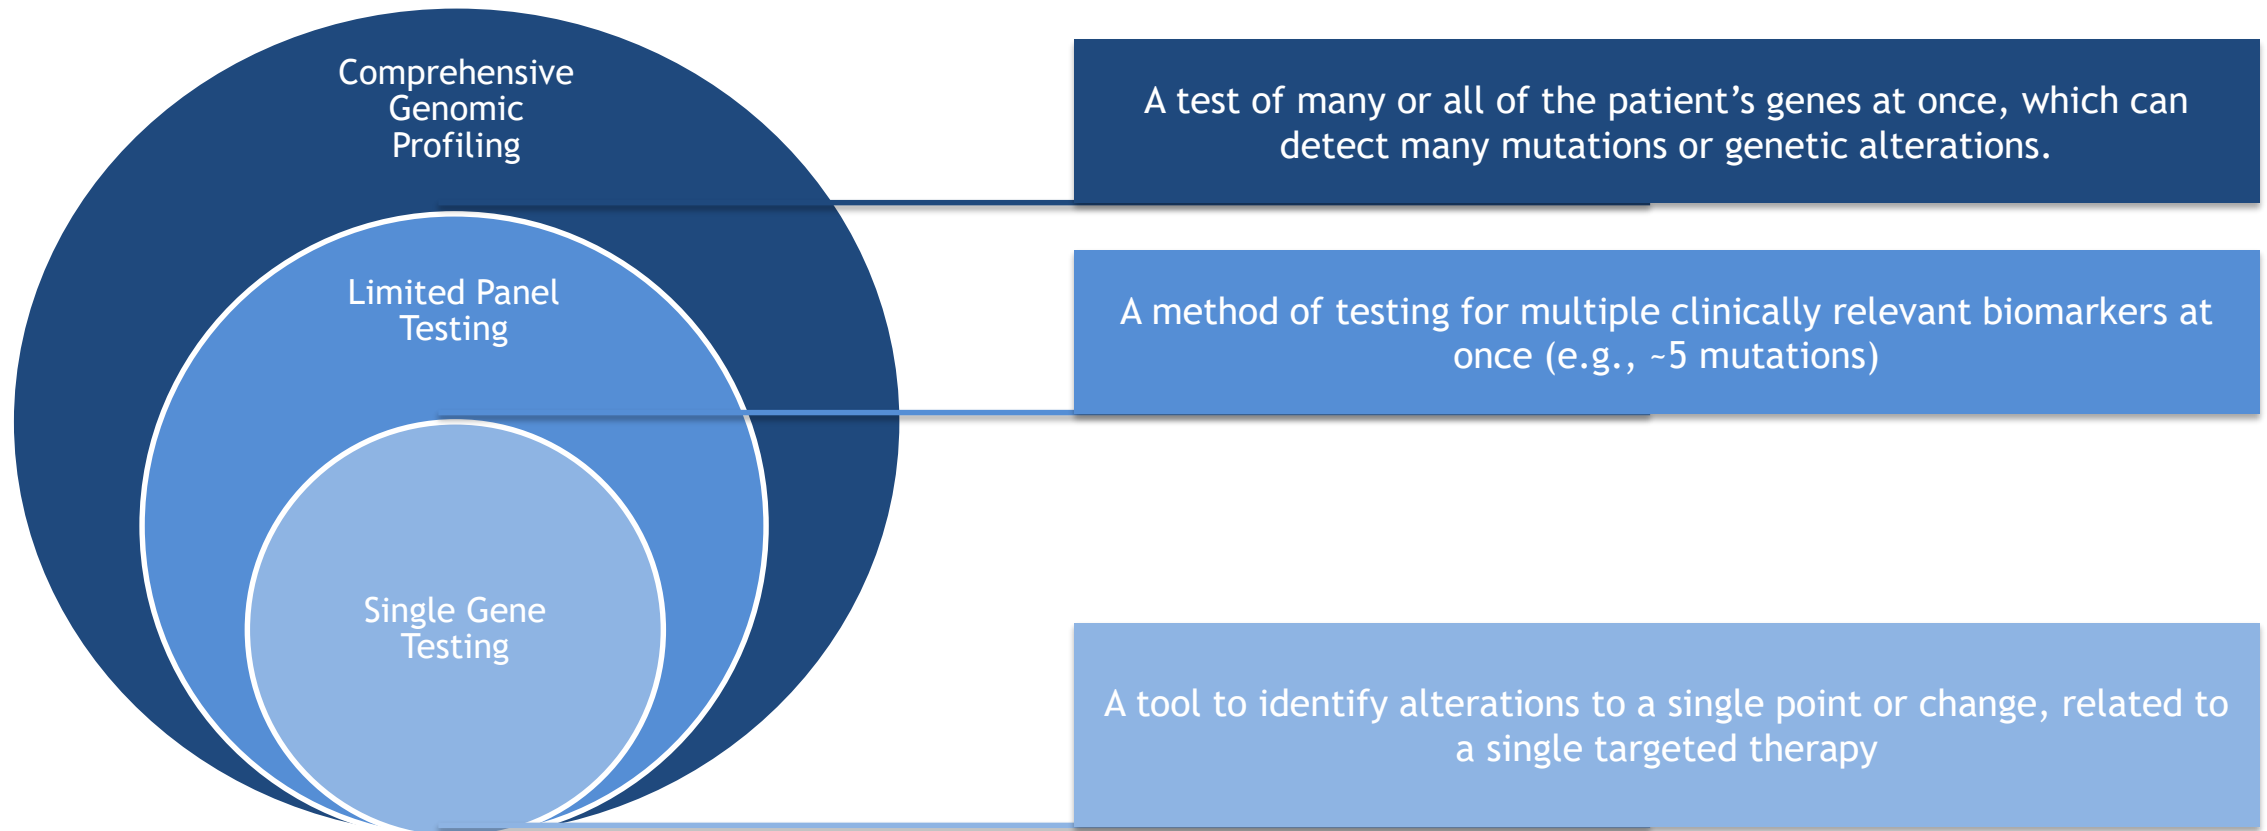 Comprehensive
Genomic
Profiling
A test of many or all of the patient’s genes at once, which can
detect many mutations or genetic alterations.
Limited Panel
Testing
A method of testing for multiple clinically relevant biomarkers at
once (e.g., ~5 mutations)
Single Gene
Testing
A tool to identify alterations to a single point or change, related to
a single targeted therapy